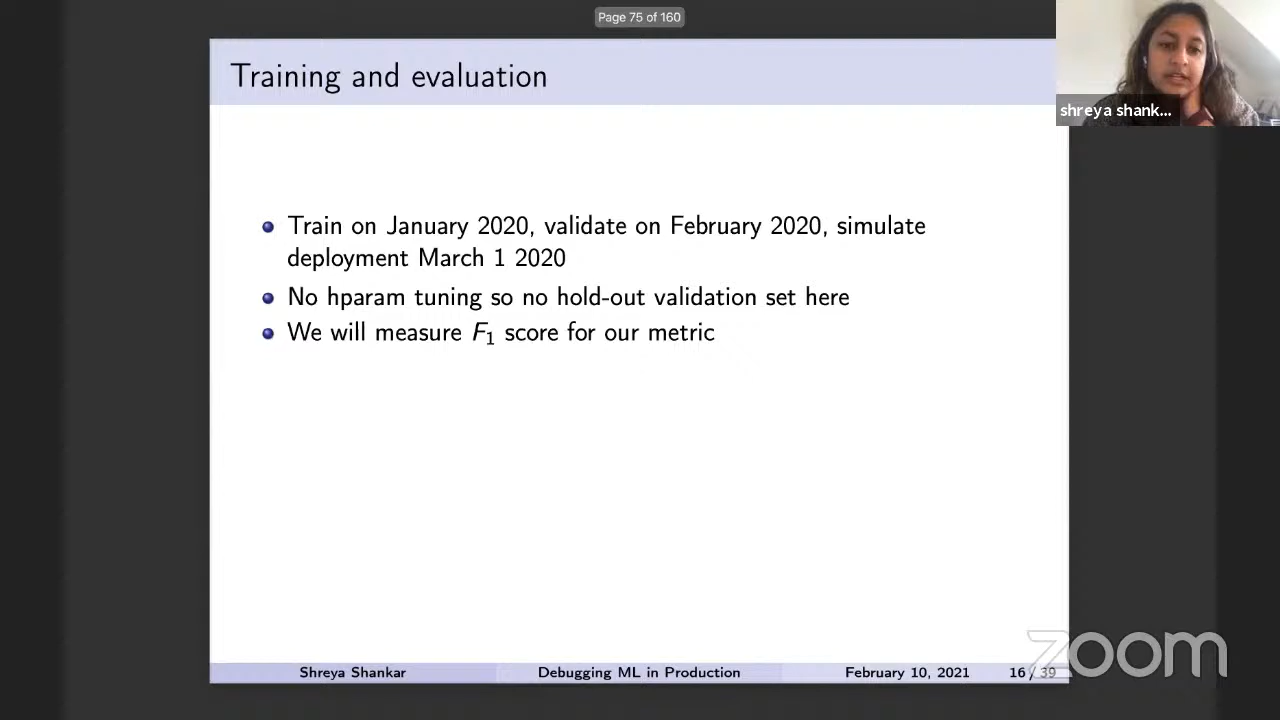 Page 75 of 160
Training and evaluation
shreya shank...
Train on January 2020, validate on February 2020, simulate
deployment March 1 2020
No hparam tuning so no hold-out validation set here
We will measure F₁ score for our metric
Shreya Shankar Debugging ML in Production February 10, 2021 16 / 39
zoom